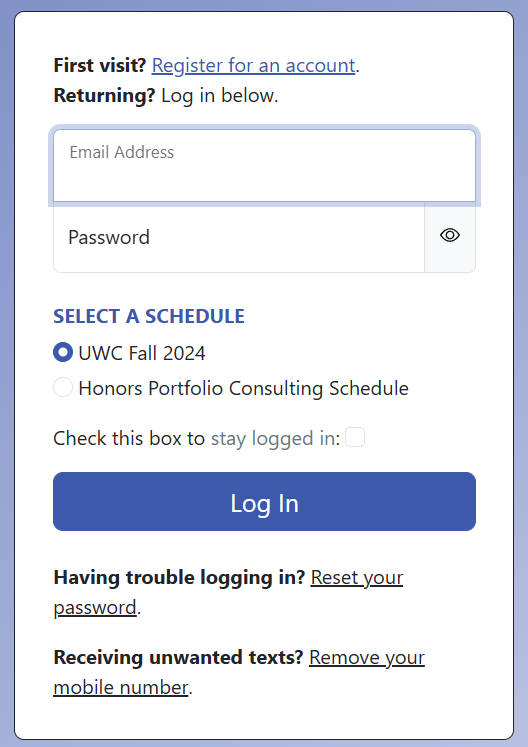 First visit? Register for an account.
Returning? Log in below.
Email Address
Password
SELECT A SCHEDULE
UWC Fall 2024
Honors Portfolio Consulting Schedule
Check this box to stay logged in:
Log In
Having trouble logging in? Reset your
password.
Receiving unwanted texts? Remove your
mobile number.